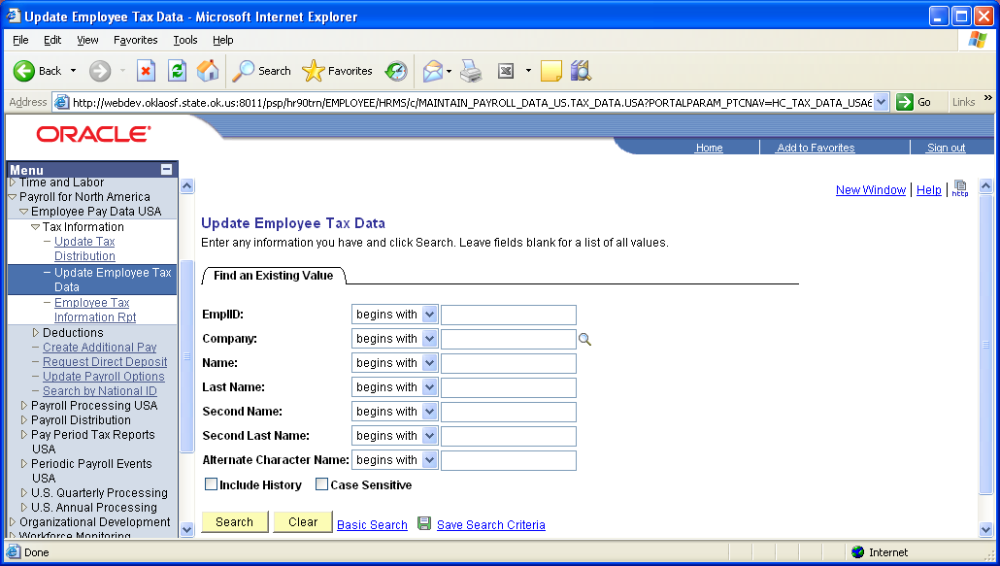 Update Employee Tax Data - Microsoft Internet Explorer
File Edit View Favorites Tools Help
Back Search Favorites
Address http://webdev.oklaosf.state.ok.us:8011/psp/hr90trn/EMPLOYEE/HRMS/c/MAINTAIN_PAYROLL_DATA_US.TAX_DATA.USA?PORTALPARAM_PTCNAV=HC_TAX_DATA_USA Go Links »
ORACLE
Home Add to Favorites Sign out
Menu
Time and Labor
Payroll for North America
Employee Pay Data USA
Tax Information
Update Tax
Distribution
Update Employee Tax
Data
Employee Tax
Information Rpt
Deductions
Create Additional Pay
Request Direct Deposit
Update Payroll Options
Search by National ID
Payroll Processing USA
Payroll Distribution
Pay Period Tax Reports
USA
Periodic Payroll Events
USA
U.S. Quarterly Processing
U.S. Annual Processing
Organizational Development
Workforce Monitoring
New Window Help http
Update Employee Tax Data
Enter any information you have and click Search. Leave fields blank for a list of all values.
Find an Existing Value
EmplID: begins with
Company: begins with
Name: begins with
Last Name: begins with
Second Name: begins with
Second Last Name: begins with
Alternate Character Name: begins with
Include History Case Sensitive
Search Clear Basic Search Save Search Criteria
Done Internet